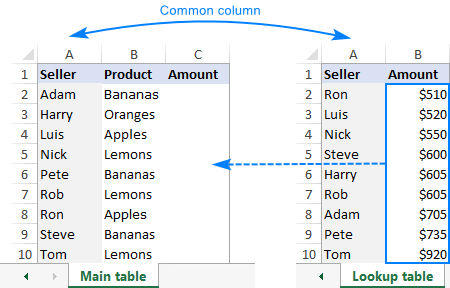 Common column
A B C
1 Seller Product Amount
2 Adam Bananas
3 Harry Oranges
4 Luis Apples
5 Nick Lemons
6 Pete Bananas
7 Rob Lemons
8 Ron Apples
9 Steve Bananas
10 Tom Lemons
Main table
A B
1 Seller Amount
2 Ron $510
3 Luis $520
4 Nick $550
5 Steve $600
6 Harry $605
7 Rob $605
8 Adam $705
9 Pete $735
10 Tom $920
Lookup table